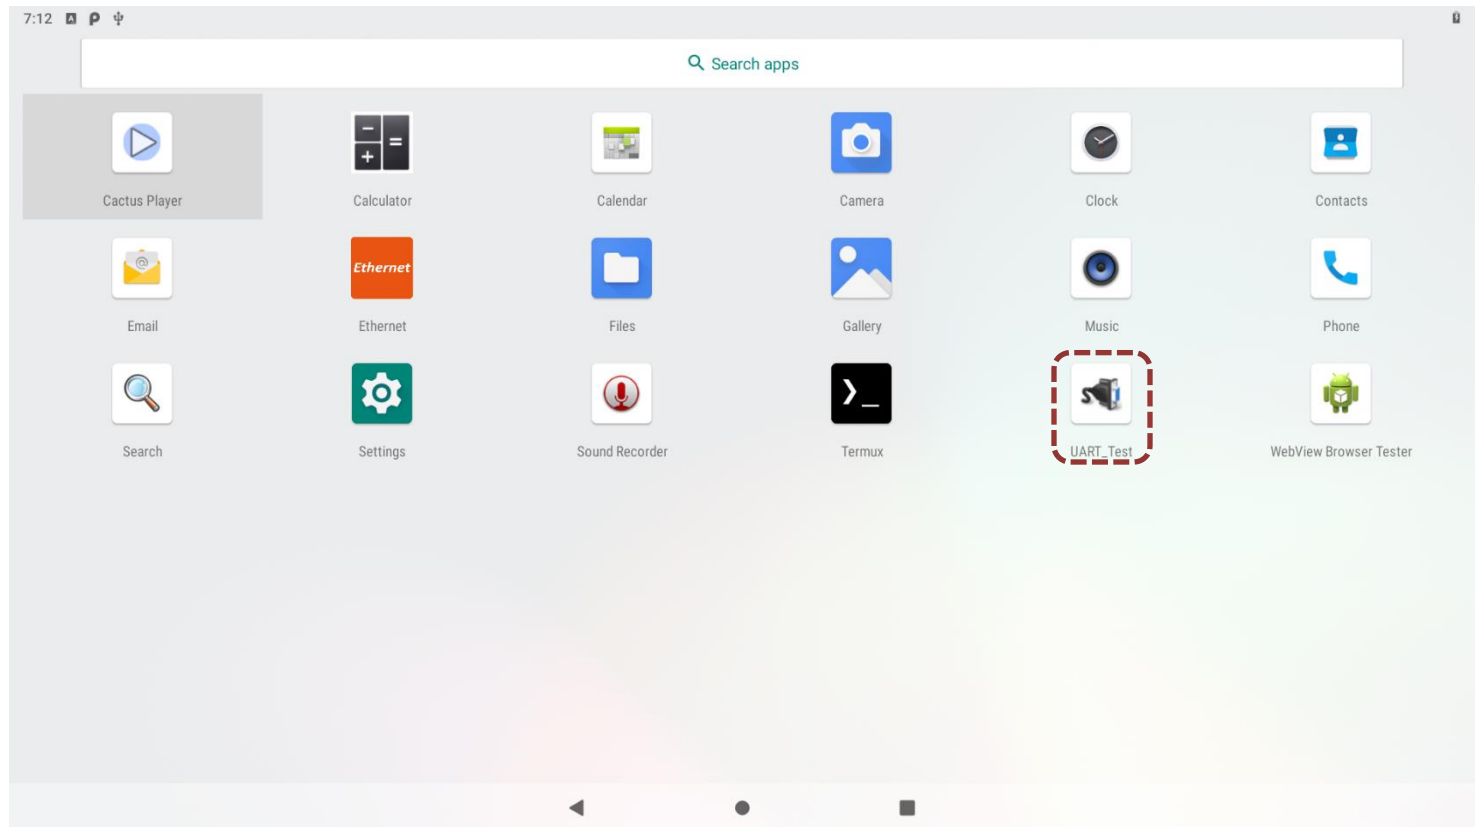 7:12
Search apps
Cactus Player
Calculator
Calendar
Camera
Clock
Contacts
Ethernet
Email
Ethernet
Files
Gallery
Music
Phone
Search
Settings
Sound Recorder
Termux
UART_Test
WebView Browser Tester